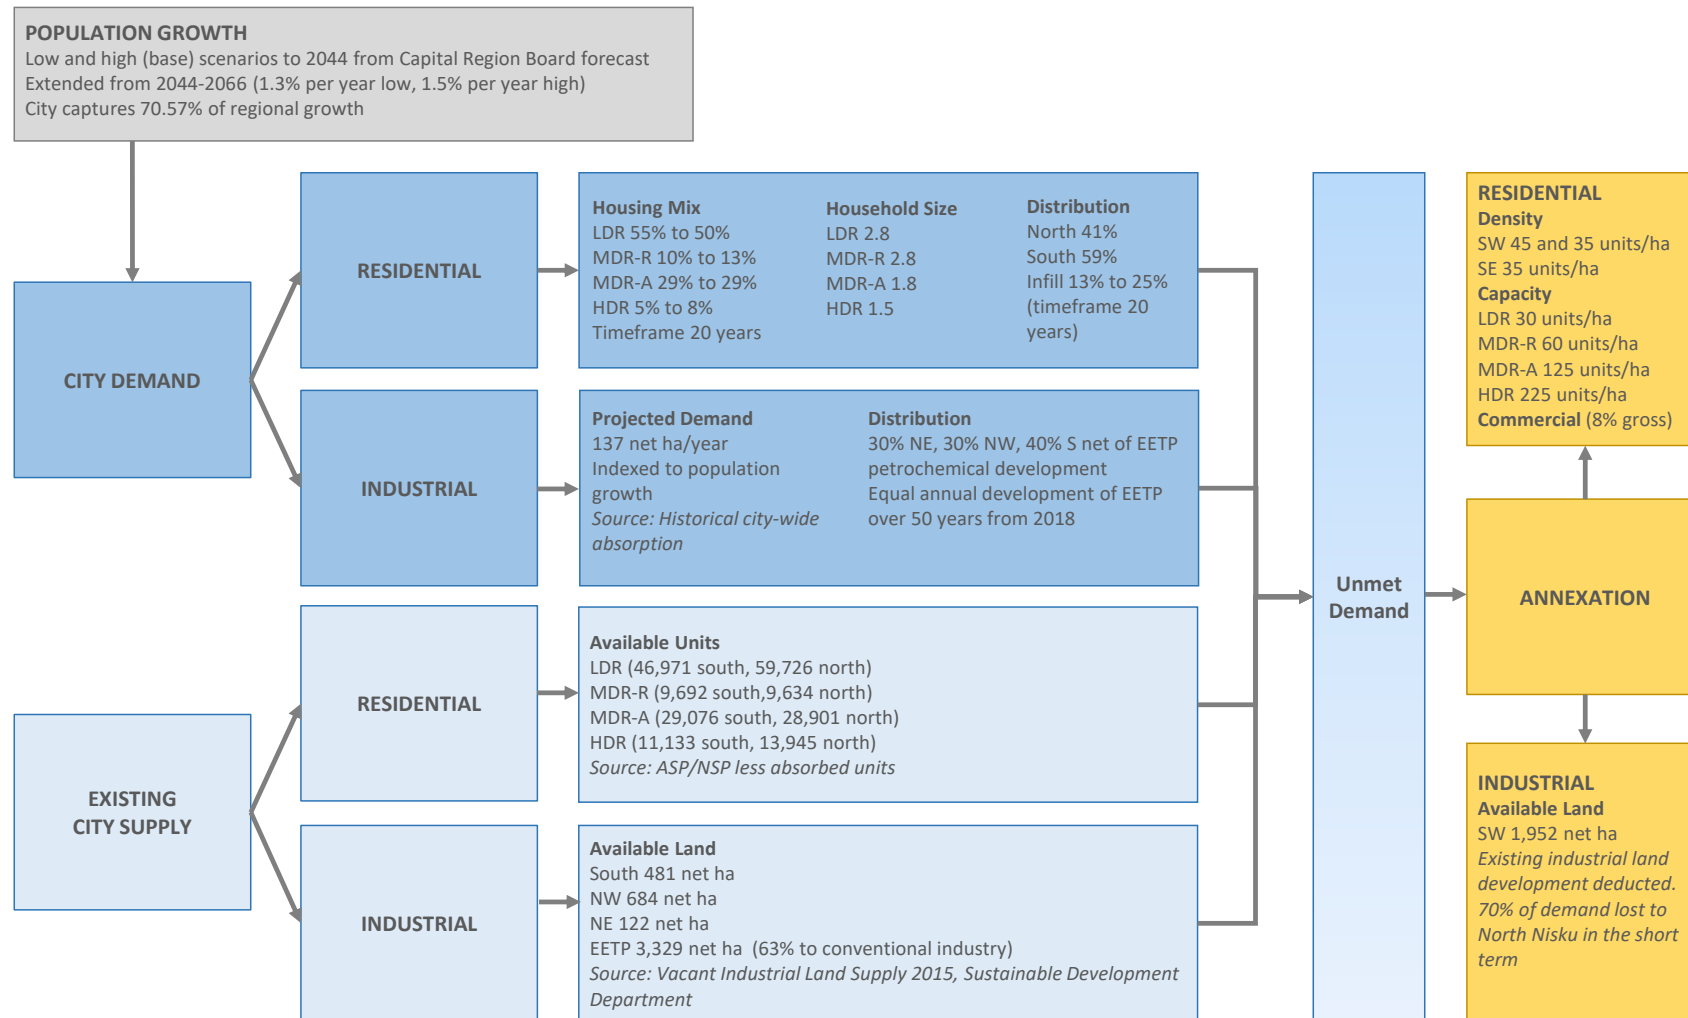 POPULATION GROWTH
Low and high (base) scenarios to 2044 from Capital Region Board forecast
Extended from 2044-2066 (1.3% per year low, 1.5% per year high)
City captures 70.57% of regional growth
CITY DEMAND
RESIDENTIAL
Housing Mix
LDR 55% to 50%
MDR-R 10% to 13%
MDR-A 29% to 29%
HDR 5% to 8%
Timeframe 20 years
Household Size
LDR 2.8
MDR-R 2.8
MDR-A 1.8
HDR 1.5
Distribution
North 41%
South 59%
Infill 13% to 25%
(timeframe 20
years)
INDUSTRIAL
Projected Demand
137 net ha/year
Indexed to population
growth
Source: Historical city-wide
absorption
Distribution
30% NE, 30% NW, 40% S net of EETP
petrochemical development
Equal annual development of EETP
over 50 years from 2018
EXISTING
CITY SUPPLY
RESIDENTIAL
Available Units
LDR (46,971 south, 59,726 north)
MDR-R (9,692 south,9,634 north)
MDR-A (29,076 south, 28,901 north)
HDR (11,133 south, 13,945 north)
Source: ASP/NSP less absorbed units
INDUSTRIAL
Available Land
South 481 net ha
NW 684 net ha
NE 122 net ha
EETP 3,329 net ha (63% to conventional industry)
Source: Vacant Industrial Land Supply 2015, Sustainable Development
Department
Unmet
Demand
RESIDENTIAL
Density
SW 45 and 35 units/ha
SE 35 units/ha
Capacity
LDR 30 units/ha
MDR-R 60 units/ha
MDR-A 125 units/ha
HDR 225 units/ha
Commercial (8% gross)
ANNEXATION
INDUSTRIAL
Available Land
SW 1,952 net ha
Existing industrial land
development deducted.
70% of demand lost to
North Nisku in the short
term